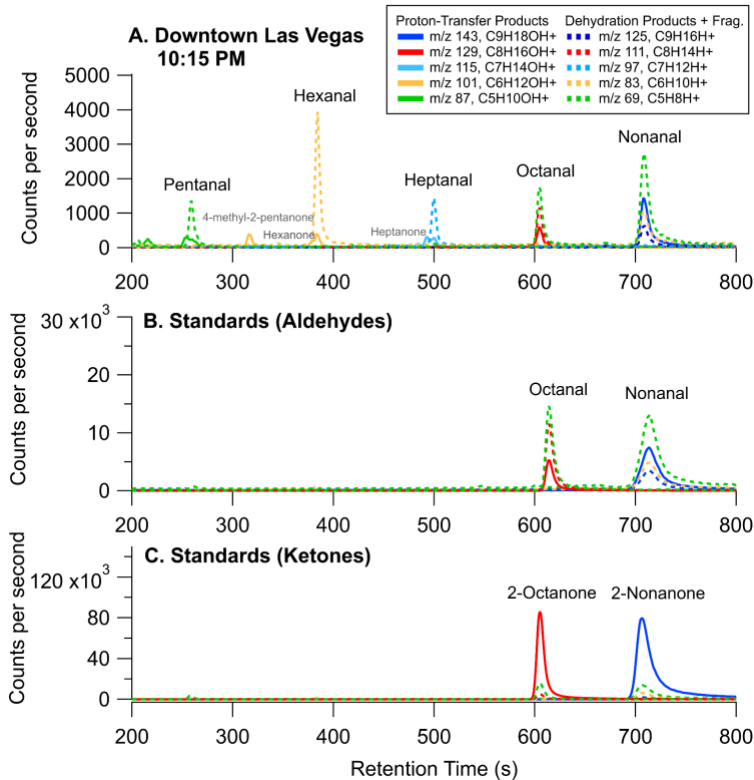 A. Downtown Las Vegas
10:15 PM
Proton-Transfer Products
m/z 143, C9H18OH+
m/z 129, C8H16OH+
m/z 115, C7H14OH+
m/z 101, C6H12OH+
m/z 87, C5H10OH+
Dehydration Products + Frag.
m/z 125, C9H16H+
m/z 111, C8H14H+
m/z 97, C7H12H+
m/z 83, C6H10H+
m/z 69, C5H8H+
Counts per second
5000
4000
3000
2000
1000
0
Pentanal
4-methyl-2-pentanone
Hexanone
Hexanal
Heptanone
Heptanal
Octanal
Nonanal
200 300 400 500 600 700 800
B. Standards (Aldehydes)
Counts per second
30 x10³
20
10
0
Octanal
Nonanal
200 300 400 500 600 700 800
C. Standards (Ketones)
Counts per second
120 x10³
80
40
0
2-Octanone
2-Nonanone
200 300 400 500 600 700 800
Retention Time (s)